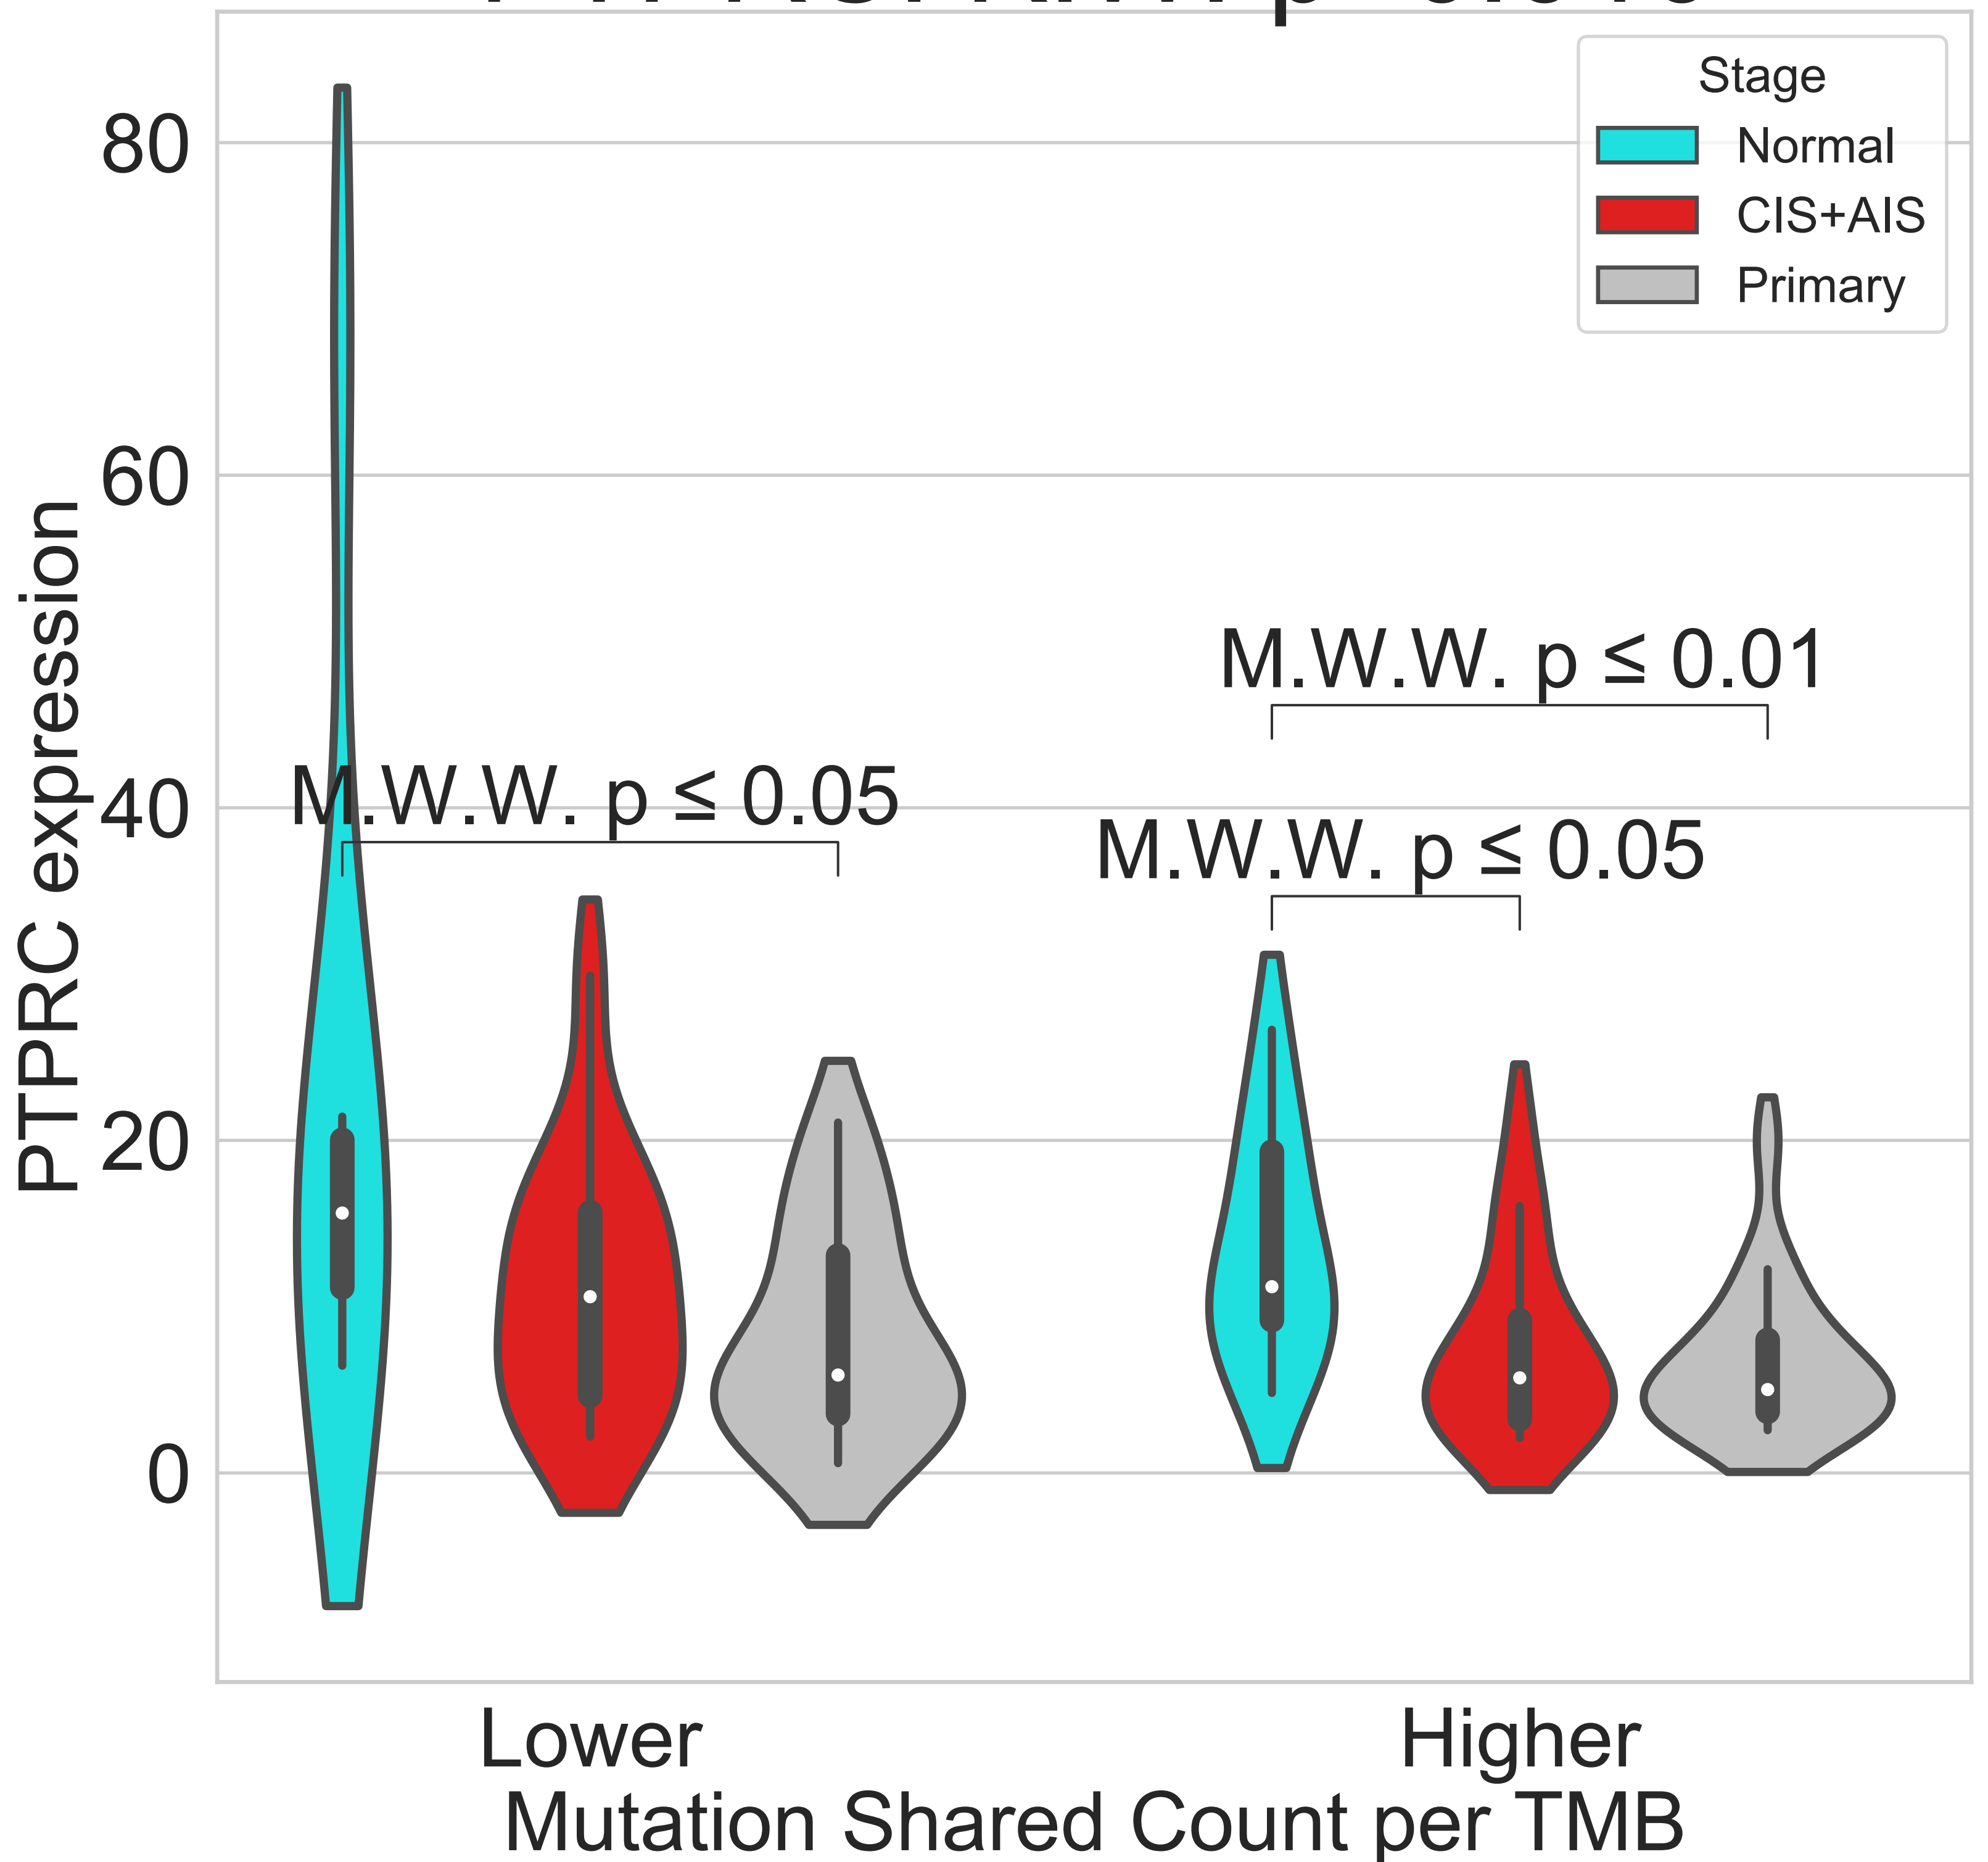 Stage
Normal
CIS+AIS
Primary
80
60
40
20
0
PTPRC expression
M.W.W. p ≤ 0.05
M.W.W. p ≤ 0.01
M.W.W. p ≤ 0.05
Lower
Higher
Mutation Shared Count per TMB